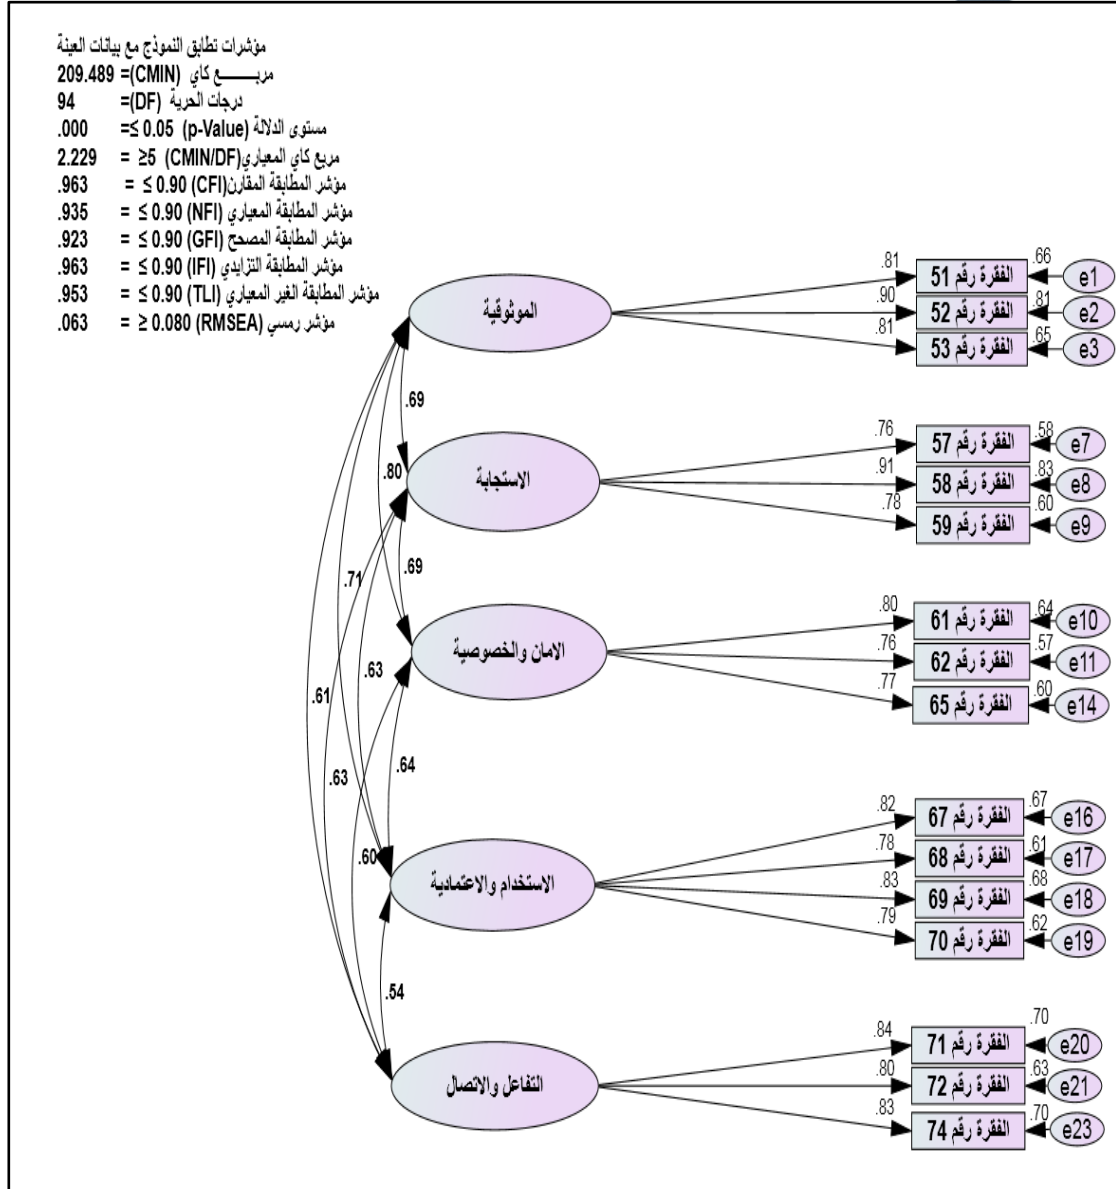 مؤشرات تطابق النموذج مع بيانات العينة
مربـــــــع كاي (CMIN)= 209.489
درجات الحرية (DF)= 94
مستوى الدلالة (p-Value) 0.05 ≥= .000
مربع كاي المعياري(CMIN/DF) ≥5 = 2.229
مؤشر المطابقة المقارن(CFI) 0.90 ≥ = .963
مؤشر المطابقة المعياري (NFI) 0.90 ≥ = .935
مؤشر المطابقة المصحح (GFI) 0.90 ≥ = .923
مؤشر المطابقة التزايدي (IFI) 0.90 ≥ = .963
مؤشر المطابقة الغير المعياري (TLI) 0.90 ≥ = .953
مؤشر رمسي (RMSEA) 0.080 ≤ = .063
الموثوقية
.81 الفقرة رقم 51 .66 e1
.90 الفقرة رقم 52 .81 e2
.81 الفقرة رقم 53 .65 e3
.69
الاستجابة
.76 الفقرة رقم 57 .58 e7
.91 الفقرة رقم 58 .83 e8
.78 الفقرة رقم 59 .60 e9
.80
.69
.71
الامان والخصوصية
.80 الفقرة رقم 61 .64 e10
.76 الفقرة رقم 62 .57 e11
.77 الفقرة رقم 65 .60 e14
.63
.61
.64
.63
.60
الاستخدام والاعتمادية
.82 الفقرة رقم 67 .67 e16
.78 الفقرة رقم 68 .61 e17
.83 الفقرة رقم 69 .68 e18
.79 الفقرة رقم 70 .62 e19
.54
التفاعل والاتصال
.84 الفقرة رقم 71 .70 e20
.80 الفقرة رقم 72 .63 e21
.83 الفقرة رقم 74 .70 e23